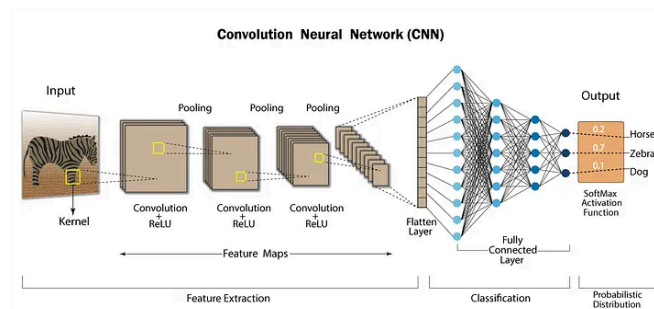 Convolution Neural Network (CNN)
Input
Kernel
Pooling
Pooling
Pooling
Convolution
+
ReLU
Convolution
+
ReLU
Convolution
+
ReLU
Feature Maps
Flatten
Layer
Fully
Connected
Layer
Output
0.2
0.7
0.1
Horse
Zebra
Dog
SoftMax
Activation
Function
Feature Extraction
Classification
Probabilistic
Distribution